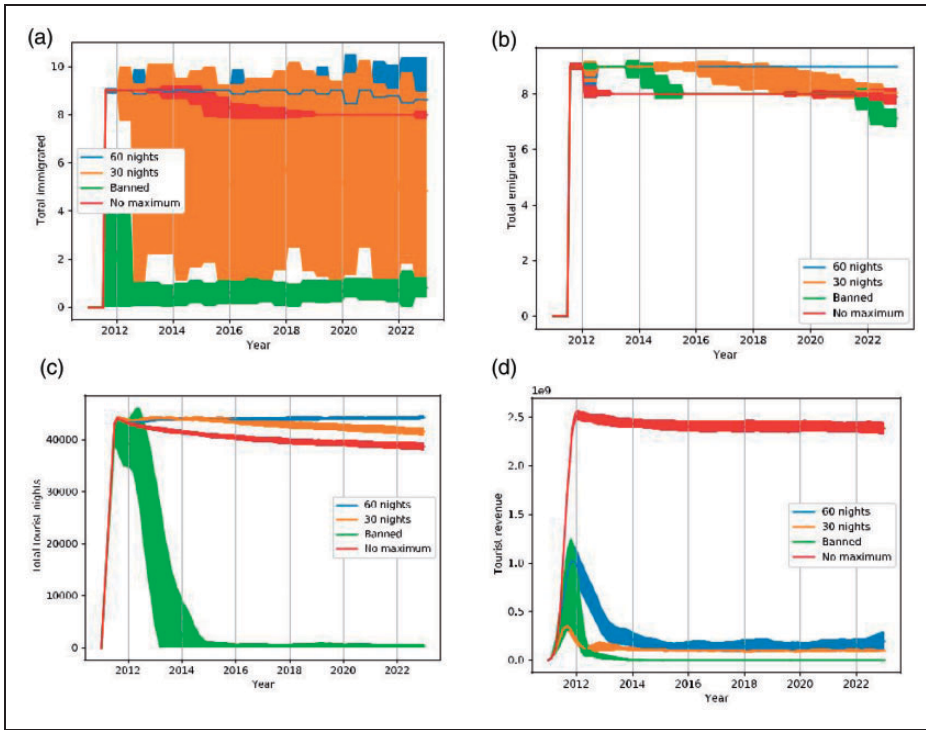 (a)
10
8
6
4
2
0
Total immigrated
60 nights
30 nights
Banned
No maximum
2012 2014 2016 2018 2020 2022
Year
(b)
8
6
4
2
0
Total emigrated
60 nights
30 nights
Banned
No maximum
2012 2014 2016 2018 2020 2022
Year
(c)
40000
30000
20000
10000
0
Total tourist nights
60 nights
30 nights
Banned
No maximum
2012 2014 2016 2018 2020 2022
Year
(d)
1e9
2.5
2.0
1.5
1.0
0.5
0.0
Tourist revenue
60 nights
30 nights
Banned
No maximum
2012 2014 2016 2018 2020 2022
Year